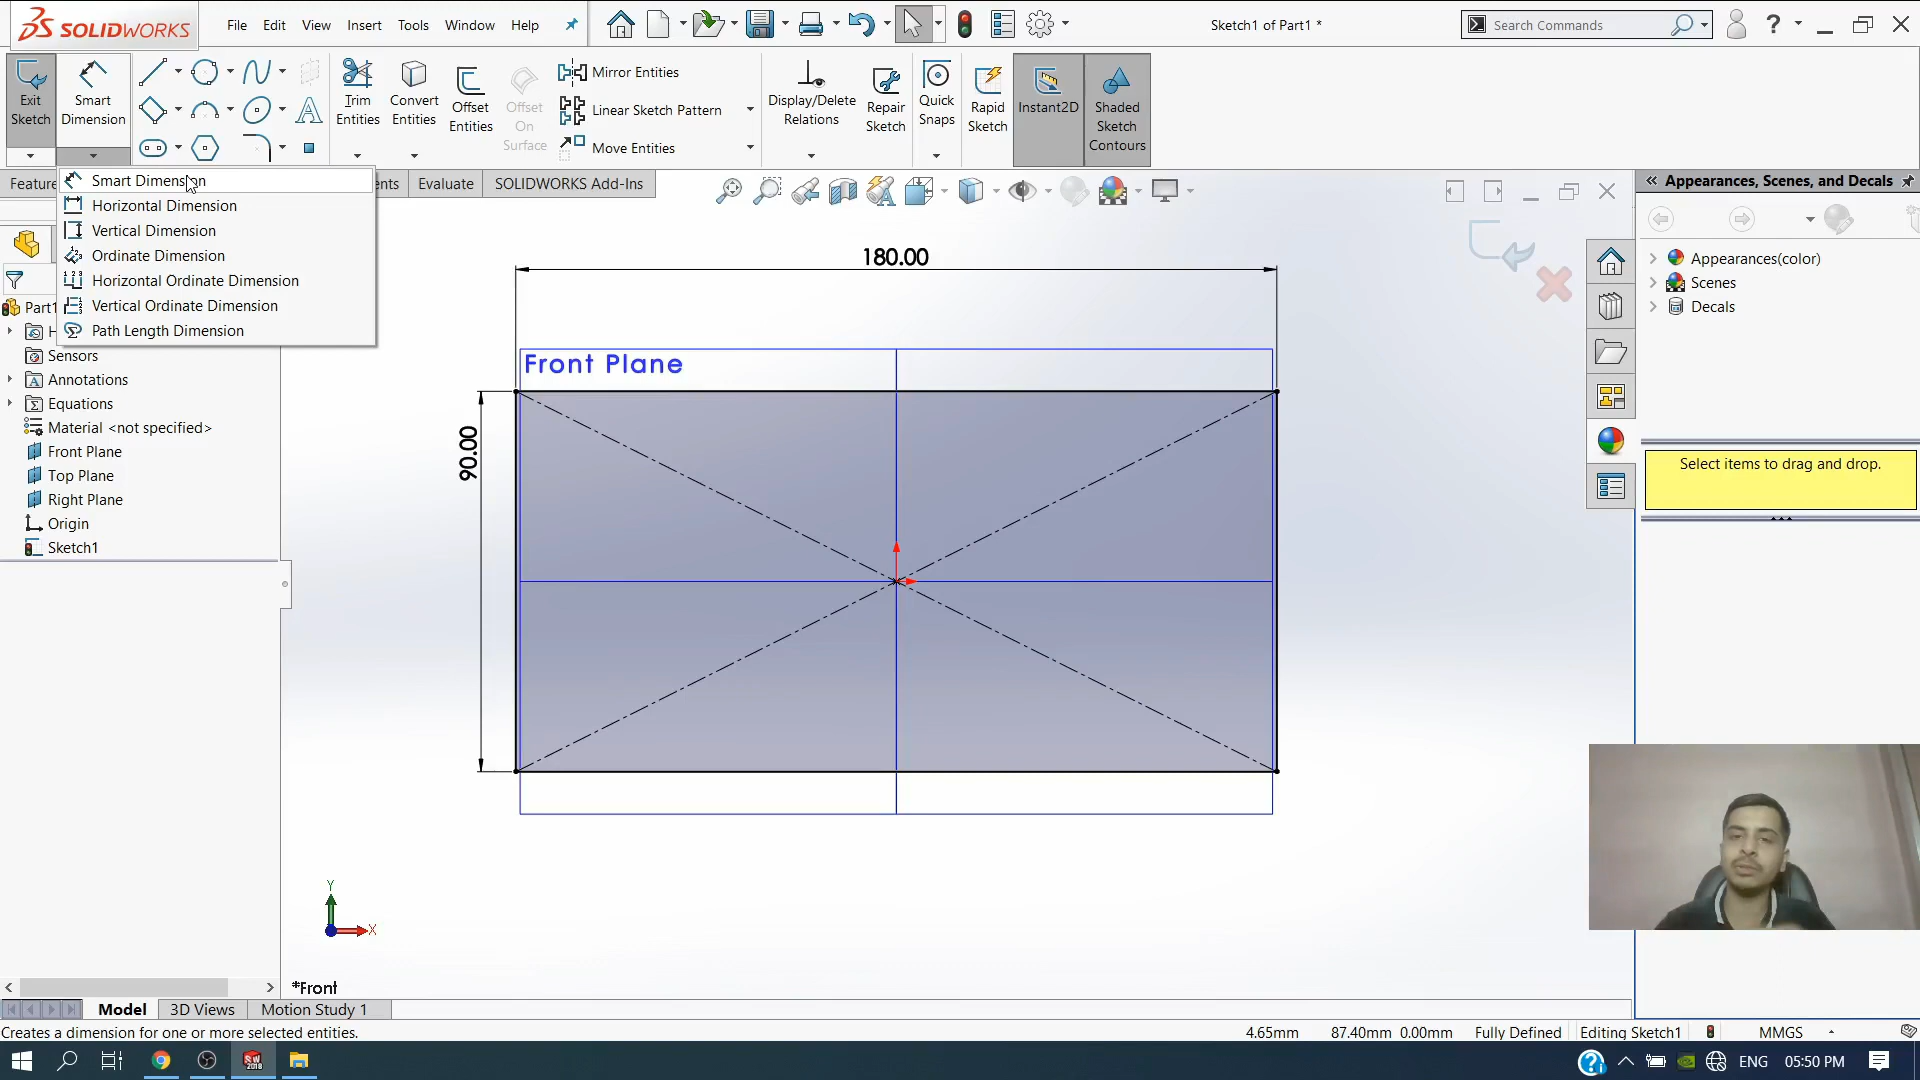 SOLIDWORKS
File Edit View Insert Tools Window Help
Sketch1 of Part1 *
Search Commands
Exit Sketch
Smart Dimension
Trim Entities
Convert Entities
Offset Entities
Offset On Surface
Mirror Entities
Linear Sketch Pattern
Move Entities
Display/Delete Relations
Repair Sketch
Quick Snaps
Rapid Sketch
Instant2D
Shaded Sketch Contours
Evaluate
SOLIDWORKS Add-Ins
Smart Dimension
Horizontal Dimension
Vertical Dimension
Ordinate Dimension
Horizontal Ordinate Dimension
Vertical Ordinate Dimension
Path Length Dimension
Part1
Sensors
Annotations
Equations
Material <not specified>
Front Plane
Top Plane
Right Plane
Origin
Sketch1
180.00
Front Plane
90.00
Y
X
*Front
Appearances, Scenes, and Decals
Appearances(color)
Scenes
Decals
Select items to drag and drop.
Model 3D Views Motion Study 1
Creates a dimension for one or more selected entities.
4.65mm 87.40mm 0.00mm Fully Defined Editing Sketch1 MMGS
ENG 05:50 PM